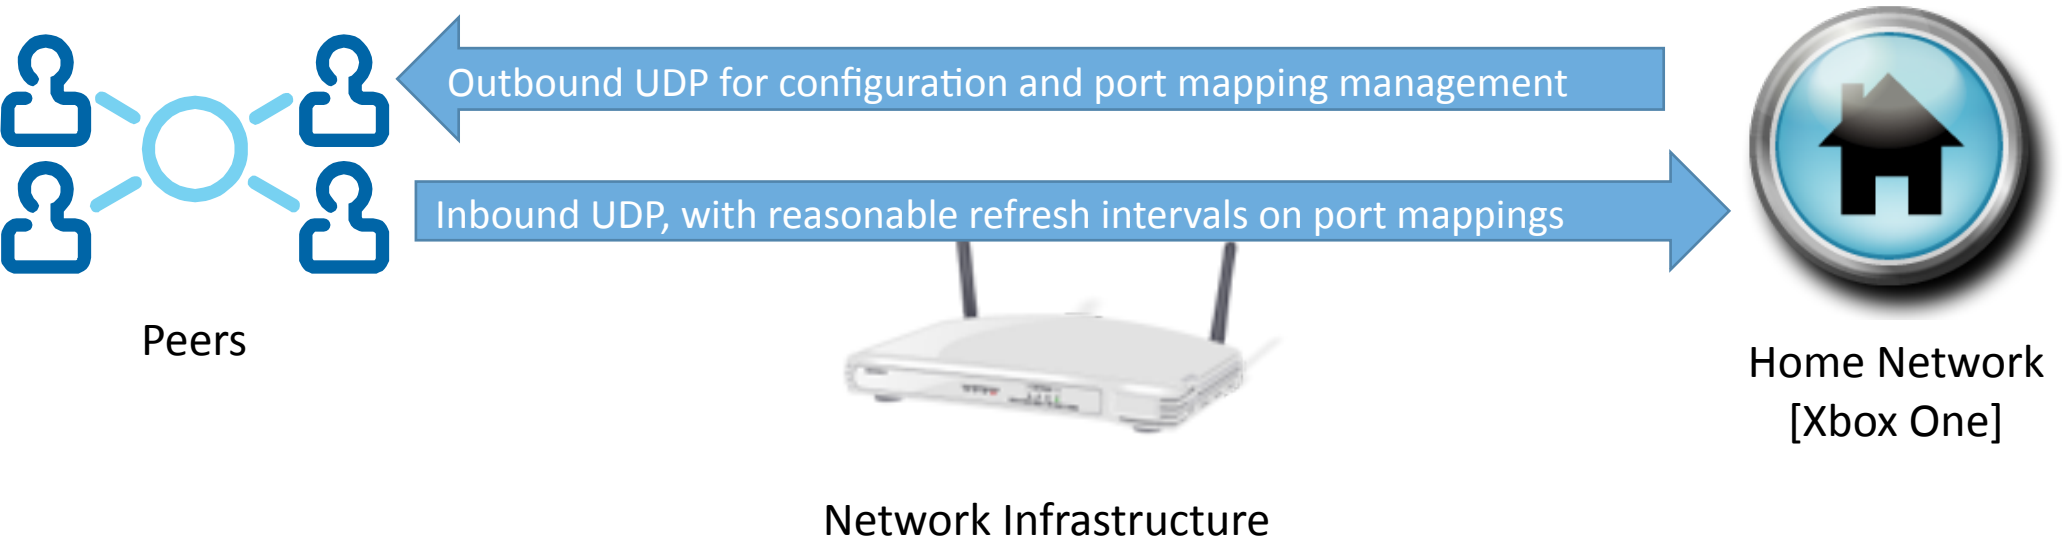 Outbound UDP for configuration and port mapping management
Inbound UDP, with reasonable refresh intervals on port mappings
Peers
Home Network
[Xbox One]
Network Infrastructure